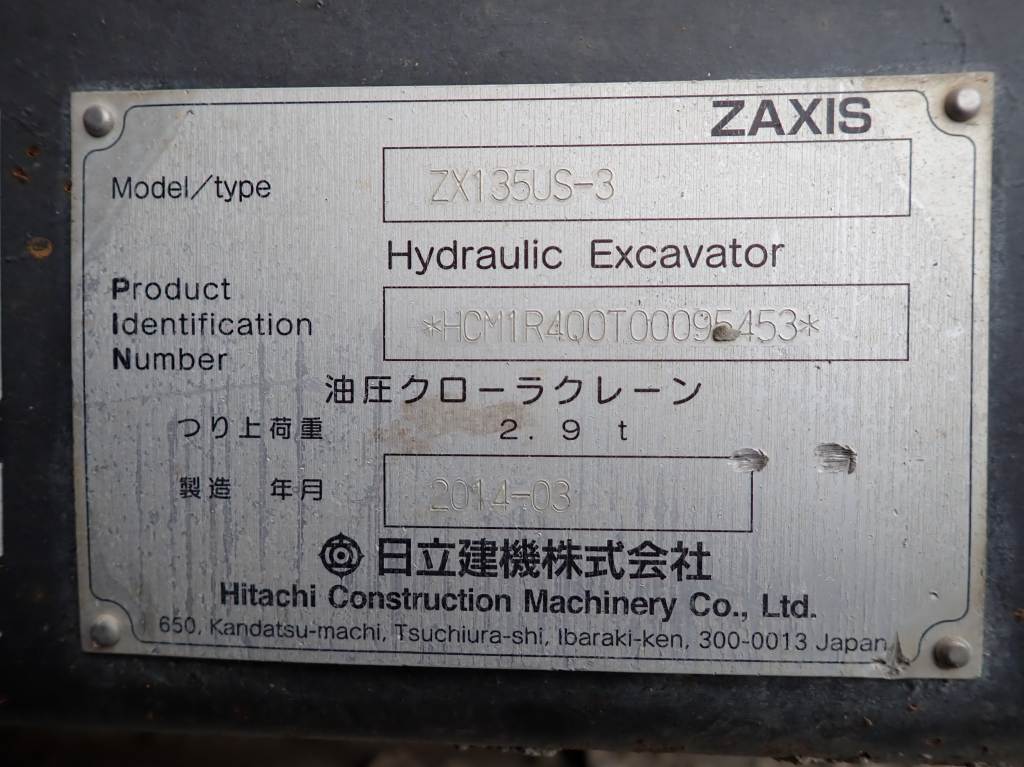 ZAXIS
Model/type ZX135US-3
Hydraulic Excavator
Product
Identification *HCM1R4Q0T00095453*
Number
油圧クローラクレーン
つり上荷重 2.9 t
製造 年月 2014-03
日立建機株式会社
Hitachi Construction Machinery Co., Ltd.
650, Kandatsu-machi, Tsuchiura-shi, Ibaraki-ken, 300-0013 Japan